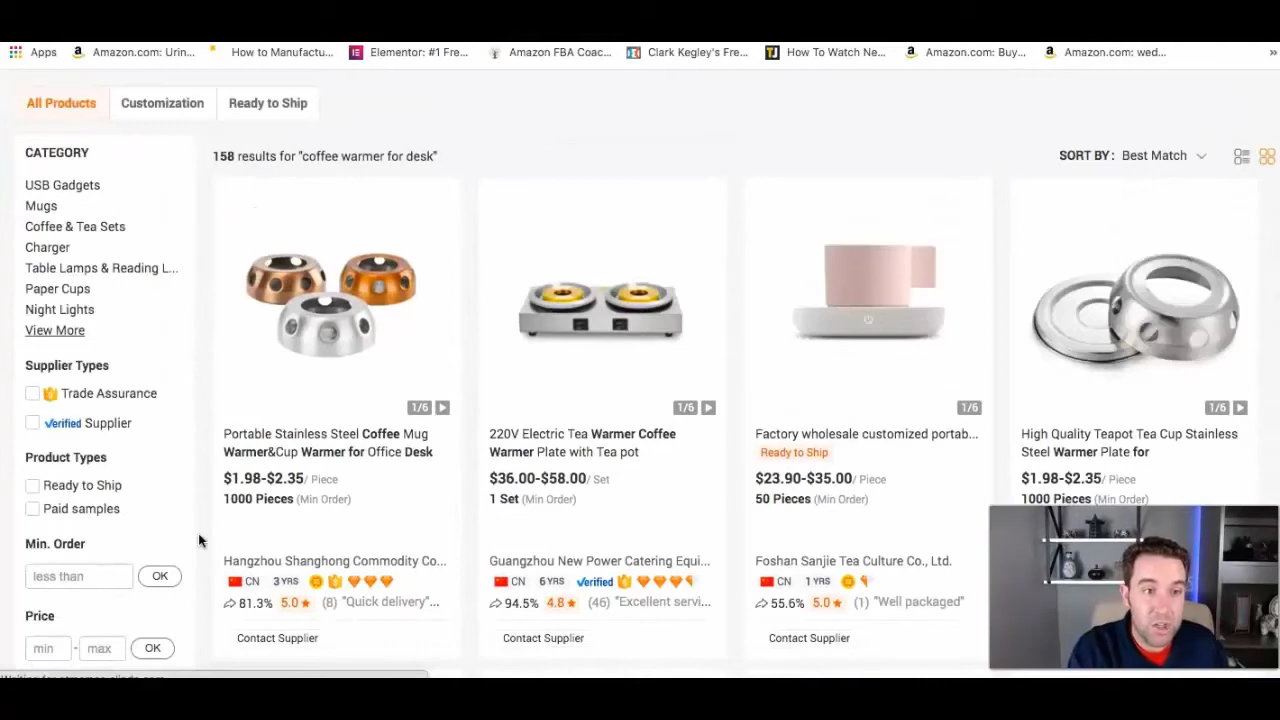 Apps
Amazon.com: Urin...
How to Manufactu...
Elementor: #1 Fre...
Amazon FBA Coac...
Clark Kegley's Fre...
How To Watch Ne...
Amazon.com: Buy...
Amazon.com: wed...
»
All Products
Customization
Ready to Ship
CATEGORY
158 results for "coffee warmer for desk"
SORT BY : Best Match
USB Gadgets
Mugs
Coffee & Tea Sets
Charger
Table Lamps & Reading L...
Paper Cups
Night Lights
View More
Supplier Types
Trade Assurance
Verified Supplier
Product Types
Ready to Ship
Paid samples
Min. Order
less than
OK
Price
min - max OK
1/6
Portable Stainless Steel Coffee Mug
Warmer&Cup Warmer for Office Desk
$1.98-$2.35/ Piece
1000 Pieces (Min Order)
Hangzhou Shanghong Commodity Co...
CN 3 YRS
81.3% 5.0 (8) "Quick delivery"...
Contact Supplier
1/6
220V Electric Tea Warmer Coffee
Warmer Plate with Tea pot
$36.00-$58.00/ Set
1 Set (Min Order)
Guangzhou New Power Catering Equi...
CN 6 YRS Verified
94.5% 4.8 (46) "Excellent servi...
Contact Supplier
1/6
Factory wholesale customized portab...
Ready to Ship
$23.90-$35.00/ Piece
50 Pieces (Min Order)
Foshan Sanjie Tea Culture Co., Ltd.
CN 1 YRS
55.6% 5.0 (1) "Well packaged"
Contact Supplier
1/6
High Quality Teapot Tea Cup Stainless
Steel Warmer Plate for
$1.98-$2.35/ Piece
1000 Pieces (Min Order)